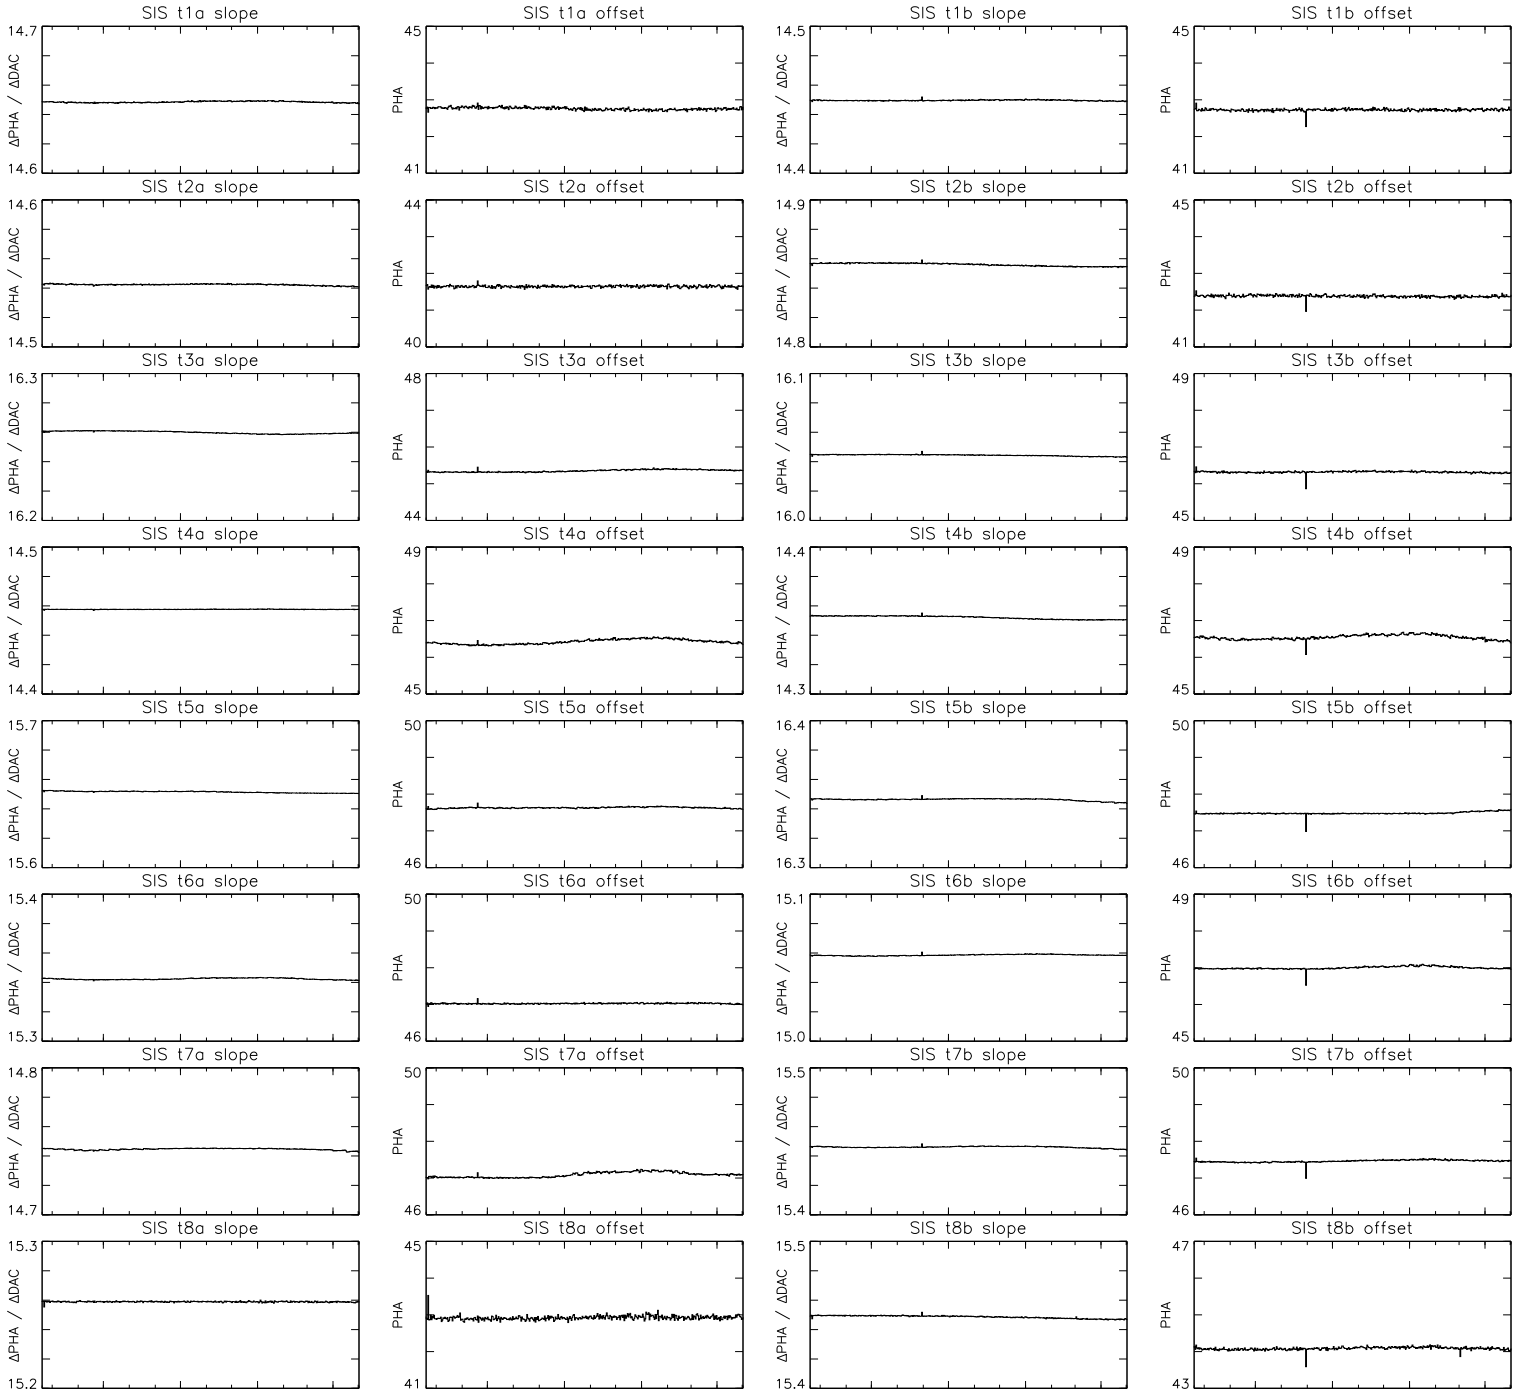 SIS t1a slope
SIS t1a offset
SIS t1b slope
SIS t1b offset
14.7
14.6
ΔPHA / ΔDAC
45
41
PHA
14.5
14.4
ΔPHA / ΔDAC
45
41
PHA
SIS t2a slope
SIS t2a offset
SIS t2b slope
SIS t2b offset
14.6
14.5
ΔPHA / ΔDAC
44
40
PHA
14.9
14.8
ΔPHA / ΔDAC
45
41
PHA
SIS t3a slope
SIS t3a offset
SIS t3b slope
SIS t3b offset
16.3
16.2
ΔPHA / ΔDAC
48
44
PHA
16.1
16.0
ΔPHA / ΔDAC
49
45
PHA
SIS t4a slope
SIS t4a offset
SIS t4b slope
SIS t4b offset
14.5
14.4
ΔPHA / ΔDAC
49
45
PHA
14.4
14.3
ΔPHA / ΔDAC
49
45
PHA
SIS t5a slope
SIS t5a offset
SIS t5b slope
SIS t5b offset
15.7
15.6
ΔPHA / ΔDAC
50
46
PHA
16.4
16.3
ΔPHA / ΔDAC
50
46
PHA
SIS t6a slope
SIS t6a offset
SIS t6b slope
SIS t6b offset
15.4
15.3
ΔPHA / ΔDAC
50
46
PHA
15.1
15.0
ΔPHA / ΔDAC
49
45
PHA
SIS t7a slope
SIS t7a offset
SIS t7b slope
SIS t7b offset
14.8
14.7
ΔPHA / ΔDAC
50
46
PHA
15.5
15.4
ΔPHA / ΔDAC
50
46
PHA
SIS t8a slope
SIS t8a offset
SIS t8b slope
SIS t8b offset
15.3
15.2
ΔPHA / ΔDAC
45
41
PHA
15.5
15.4
ΔPHA / ΔDAC
47
43
PHA